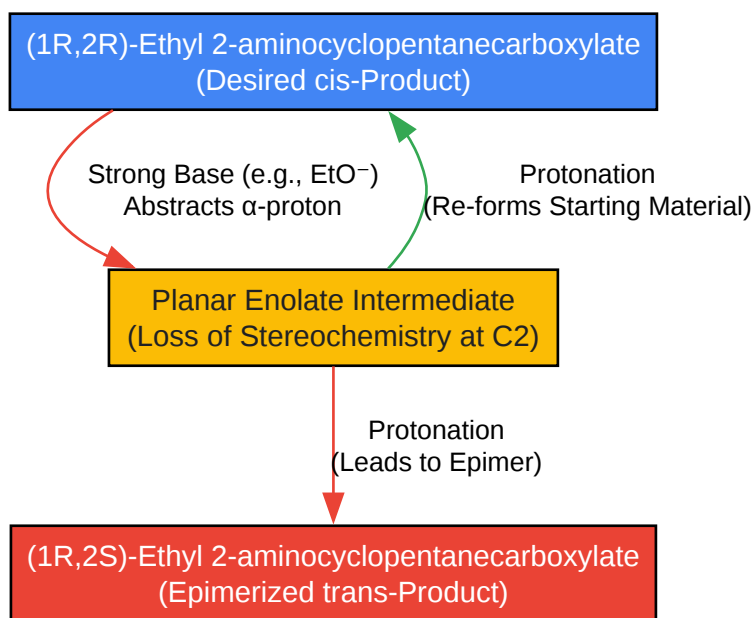 (1R,2R)-Ethyl 2-aminocyclopentanecarboxylate
(Desired cis-Product)
Strong Base (e.g., EtO⁻)
Abstracts α-proton
Protonation
(Re-forms Starting Material)
Planar Enolate Intermediate
(Loss of Stereochemistry at C2)
Protonation
(Leads to Epimer)
(1R,2S)-Ethyl 2-aminocyclopentanecarboxylate
(Epimerized trans-Product)